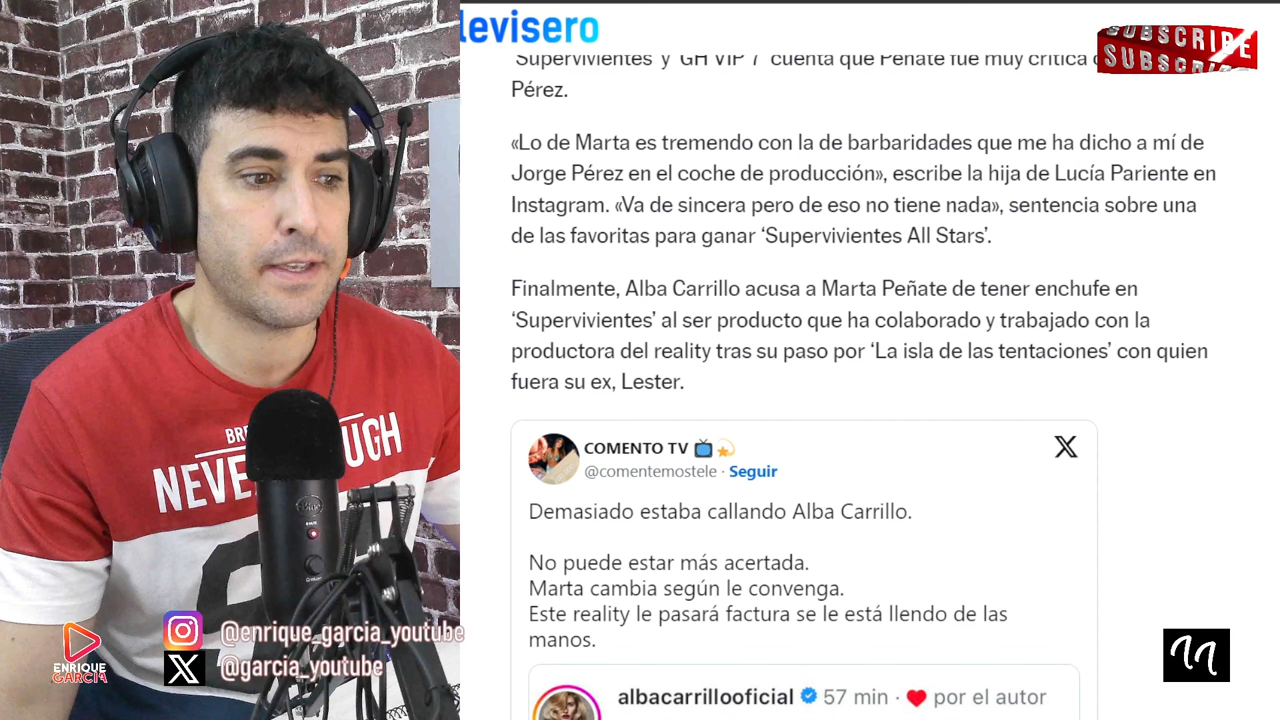 levisero
SUBSCRIBE
SUBSCRIBE
'Supervivientes' y 'GH VIP 7' cuenta que Peñate fue muy crítica
Pérez.
«Lo de Marta es tremendo con la de barbaridades que me ha dicho a mí de
Jorge Pérez en el coche de producción», escribe la hija de Lucía Pariente en
Instagram. «Va de sincera pero de eso no tiene nada», sentencia sobre una
de las favoritas para ganar ‘Supervivientes All Stars’.
Finalmente, Alba Carrillo acusa a Marta Peñate de tener enchufe en
‘Supervivientes’ al ser producto que ha colaborado y trabajado con la
productora del reality tras su paso por ‘La isla de las tentaciones’ con quien
fuera su ex, Lester.
COMENTO TV
@comentemostele · Seguir
Demasiado estaba callando Alba Carrillo.
No puede estar más acertada.
Marta cambia según le convenga.
Este reality le pasará factura se le está llendo de las
manos.
albacarrillooficial 57 min · por el autor
NEVE
UGH
Blue
ENRIQUE
GARCIA
@enrique_garcia_youtube
@garcia_youtube